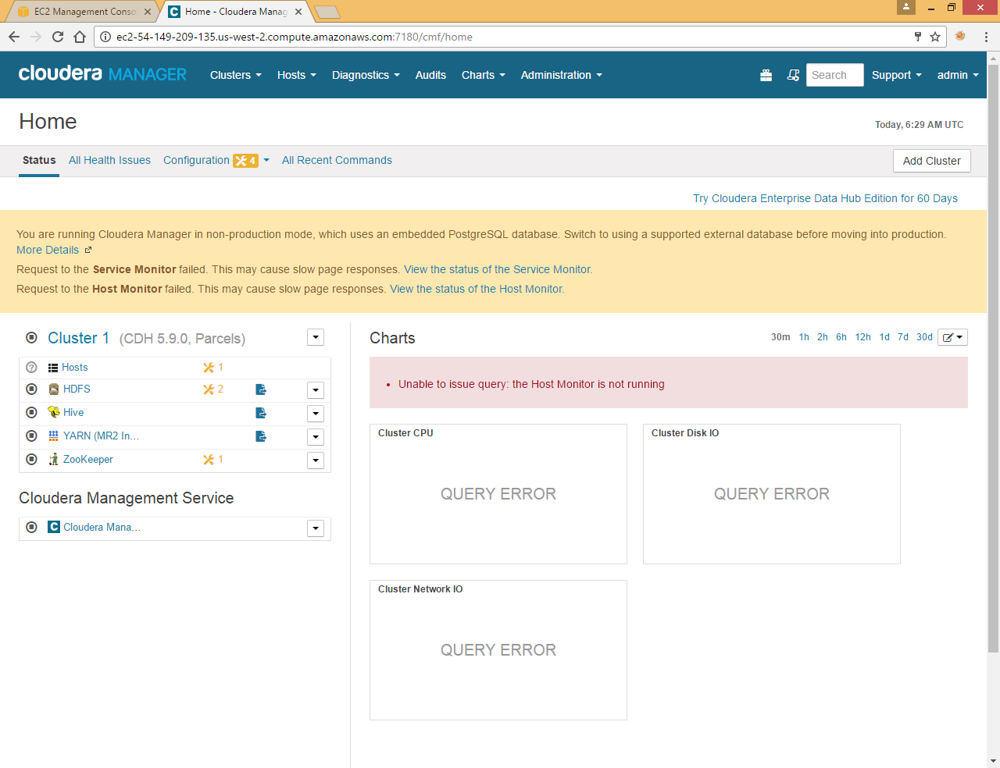 EC2 Management Conso
Home - Cloudera Manag
ec2-54-149-209-135.us-west-2.compute.amazonaws.com:7180/cmf/home
cloudera MANAGER
Clusters
Hosts
Diagnostics
Audits
Charts
Administration
Search
Support
admin
Home
Today, 6:29 AM UTC
Status
All Health Issues
Configuration
4
All Recent Commands
Add Cluster
Try Cloudera Enterprise Data Hub Edition for 60 Days
You are running Cloudera Manager in non-production mode, which uses an embedded PostgreSQL database. Switch to using a supported external database before moving into production.
More Details
Request to the Service Monitor failed. This may cause slow page responses. View the status of the Service Monitor.
Request to the Host Monitor failed. This may cause slow page responses. View the status of the Host Monitor.
Cluster 1 (CDH 5.9.0, Parcels)
Hosts 1
HDFS 2
Hive
YARN (MR2 In...
ZooKeeper 1
Cloudera Management Service
C Cloudera Mana...
Charts
30m 1h 2h 6h 12h 1d 7d 30d
• Unable to issue query: the Host Monitor is not running
Cluster CPU
QUERY ERROR
Cluster Disk IO
QUERY ERROR
Cluster Network IO
QUERY ERROR